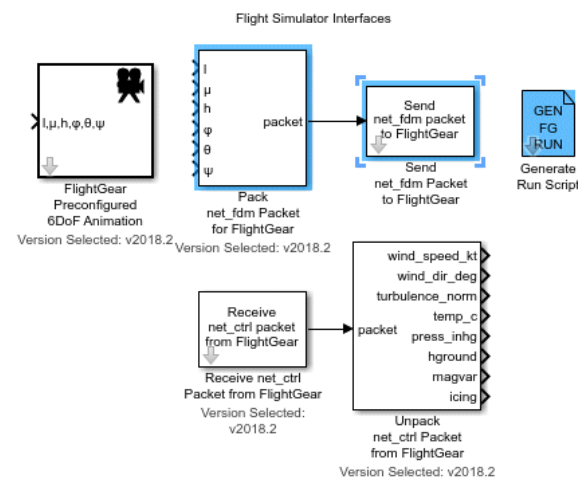 Flight Simulator Interfaces
l,μ,h,φ,θ,ψ
FlightGear
Preconfigured
6DoF Animation
Version Selected: v2018.2
l
μ
h
φ
θ
ψ
packet
Pack
net_fdm Packet
for FlightGear
Version Selected: v2018.2
Send
net_fdm packet
to FlightGear
Send
net_fdm Packet
to FlightGear
GEN
FG
RUN
Generate
Run Script
Receive
net_ctrl packet
from FlightGear
Receive net_ctrl
Packet from FlightGear
Version Selected:
v2018.2
packet
wind_speed_kt
wind_dir_deg
turbulence_norm
temp_c
press_inhg
hground
magvar
icing
Unpack
net_ctrl Packet
from FlightGear
Version Selected: v2018.2